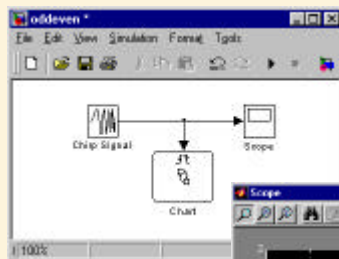 oddeven *
File Edit View Simulation Format Tools
Chirp Signal
Scope
Chart
Scope
100%